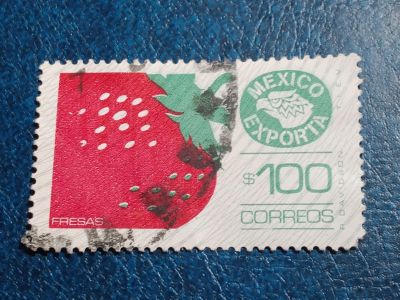 MEXICO
EXPORTA
$100
CORREOS
FRESAS